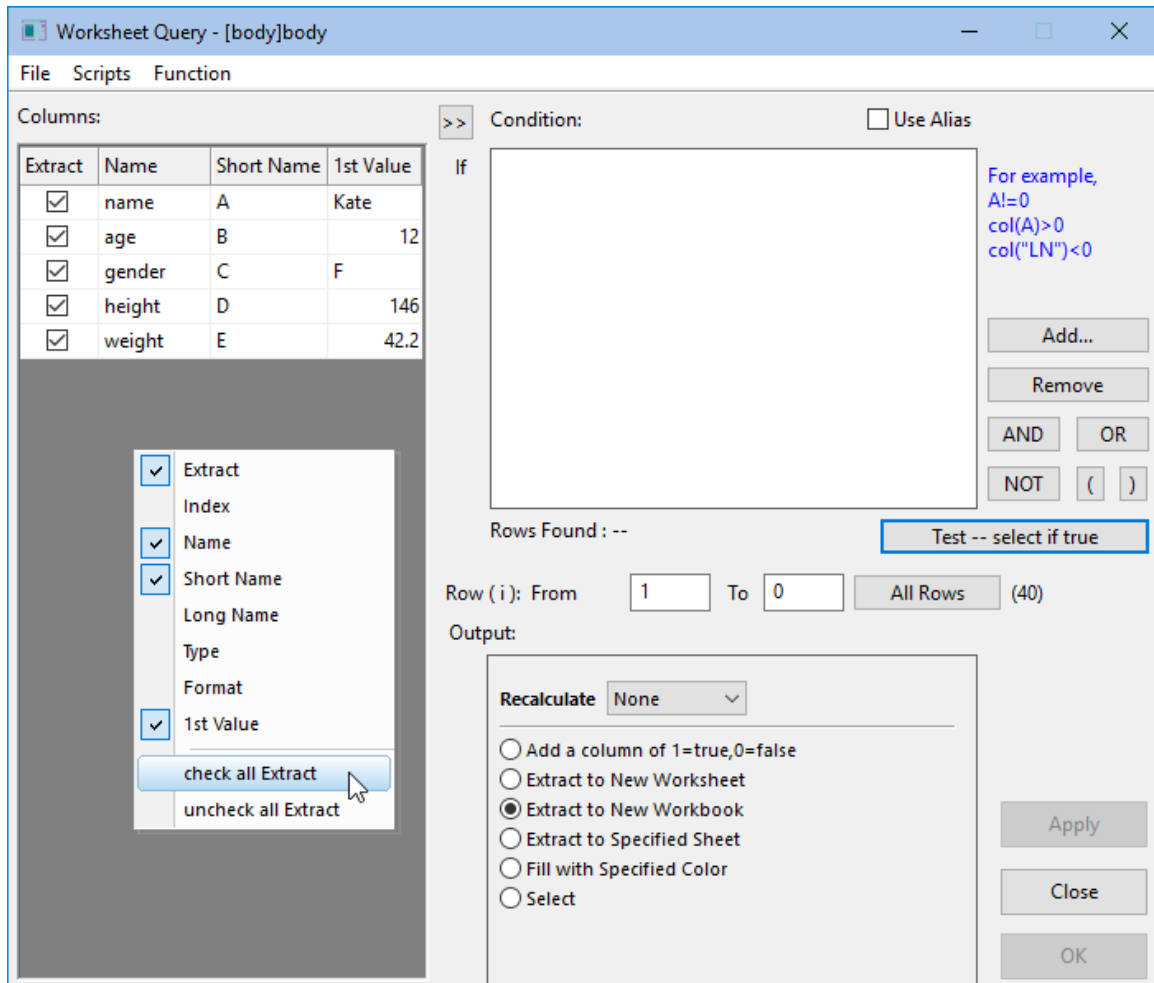 Worksheet Query - [body]body
File Scripts Function
Columns:
Extract Name Short Name 1st Value
name A Kate
age B 12
gender C F
height D 146
weight E 42.2
Extract
Index
Name
Short Name
Long Name
Type
Format
1st Value
check all Extract
uncheck all Extract
>> Condition: Use Alias
If
For example,
A!=0
col(A)>0
col("LN")<0
Add...
Remove
AND OR
NOT ( )
Rows Found : --
Test -- select if true
Row ( i ): From 1 To 0 All Rows (40)
Output:
Recalculate None
Add a column of 1=true,0=false
Extract to New Worksheet
Extract to New Workbook
Extract to Specified Sheet
Fill with Specified Color
Select
Apply
Close
OK